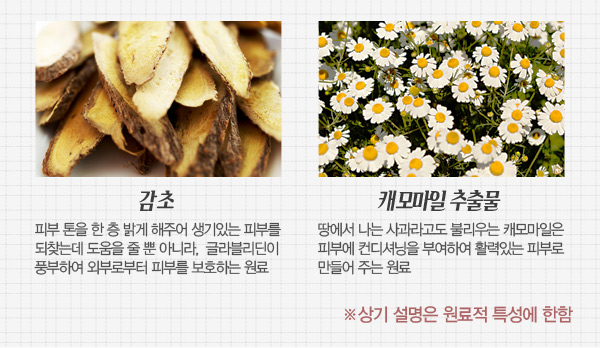 감초
피부 톤을 한 층 밝게 해주어 생기있는 피부를
되찾는데 도움을 줄 뿐 아니라, 글라블리딘이
풍부하여 외부로부터 피부를 보호하는 원료
캐모마일 추출물
땅에서 나는 사과라고도 불리우는 캐모마일은
피부에 컨디셔닝을 부여하여 활력있는 피부로
만들어 주는 원료
※ 상기 설명은 원료적 특성에 한함